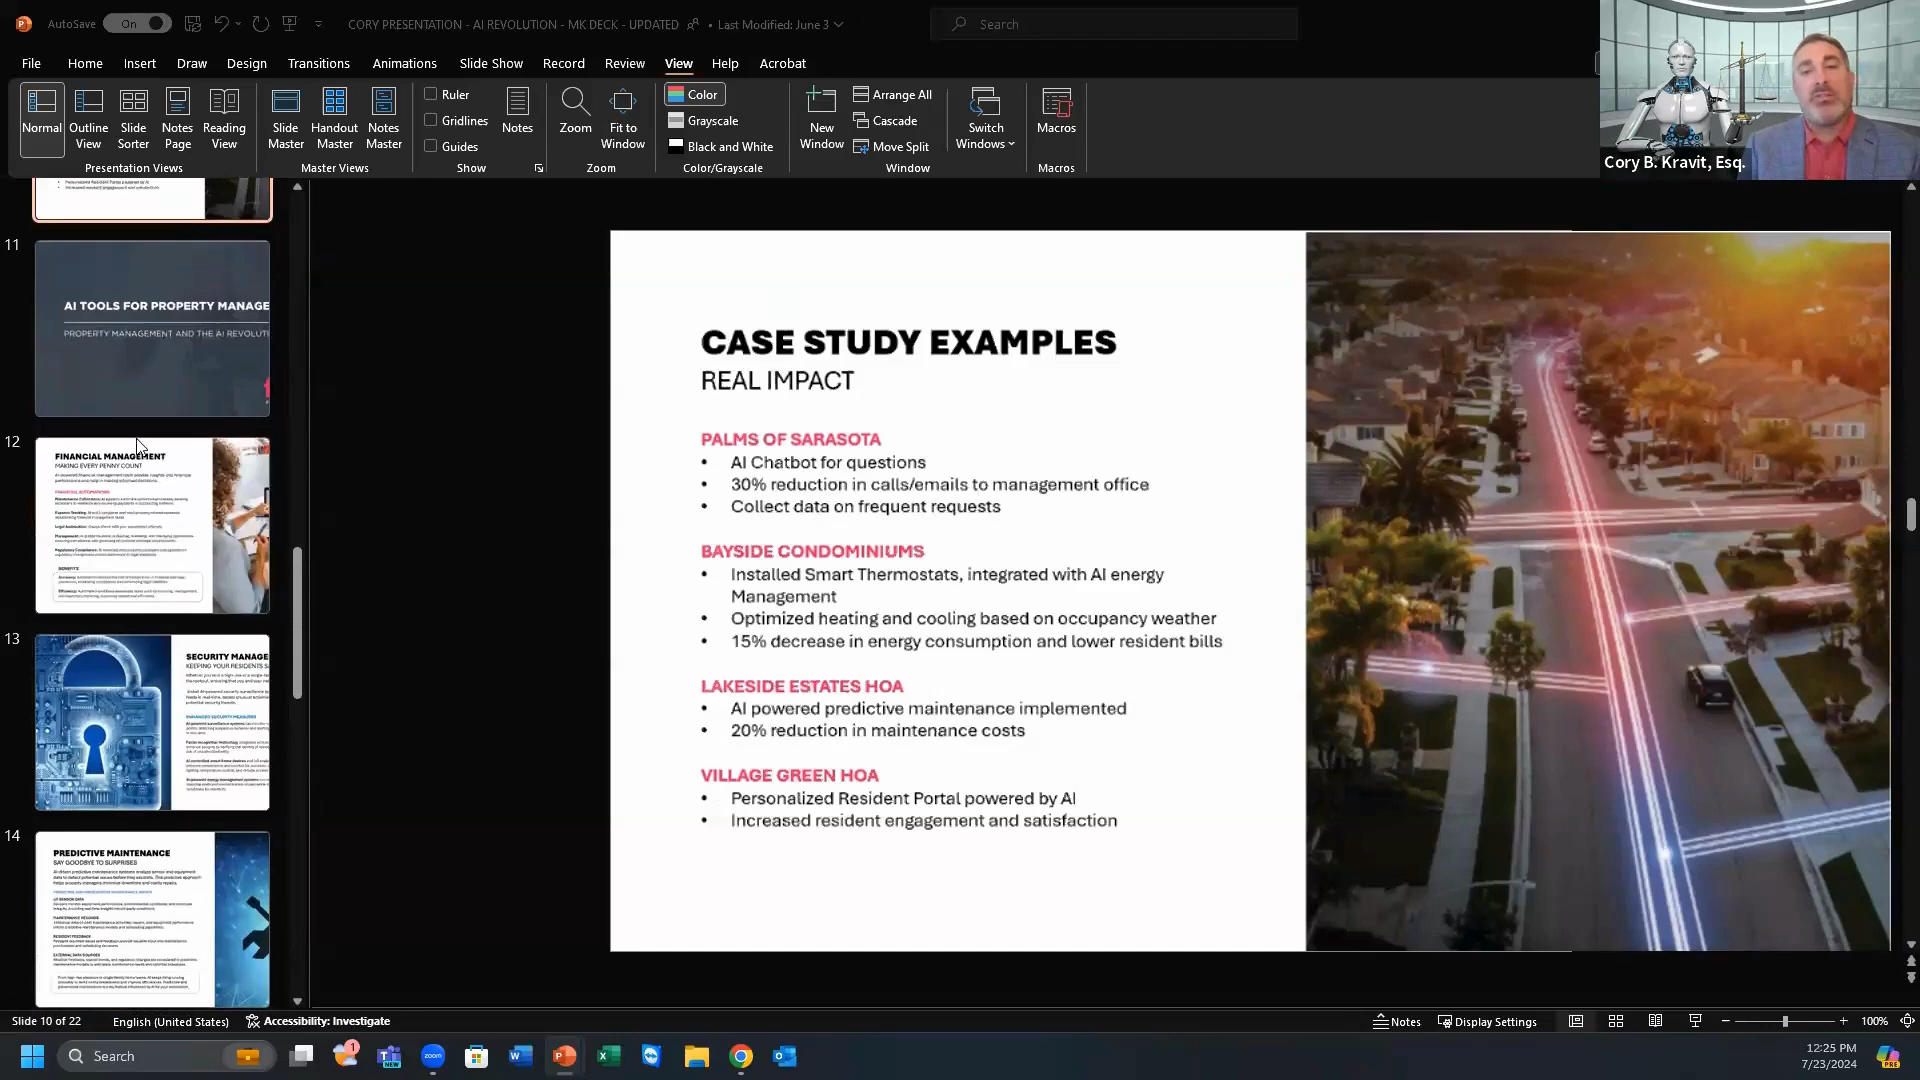 AutoSave On CORY PRESENTATION - AI REVOLUTION - MK DECK - UPDATED • Last Modified: June 3 Search
File Home Insert Draw Design Transitions Animations Slide Show Record Review View Help Acrobat
Normal
Outline View
Slide Sorter
Notes Page
Reading View
Presentation Views
Slide Master
Handout Master
Notes Master
Master Views
Ruler
Gridlines
Guides
Notes
Show
Zoom
Fit to Window
Zoom
Color
Grayscale
Black and White
Color/Grayscale
New Window
Arrange All
Cascade
Move Split
Switch Windows
Window
Macros
Macros
Cory B. Kravit, Esq.
11
AI TOOLS FOR PROPERTY MANAGE
PROPERTY MANAGEMENT AND THE AI REVOLUTI
12
FINANCIAL MANAGEMENT
MAKING EVERY PENNY COUNT
13
SECURITY MANAGE
KEEPING YOUR RESIDENTS S
14
PREDICTIVE MAINTENANCE
SAY GOODBYE TO SURPRISES
CASE STUDY EXAMPLES
REAL IMPACT
PALMS OF SARASOTA
• AI Chatbot for questions
• 30% reduction in calls/emails to management office
• Collect data on frequent requests
BAYSIDE CONDOMINIUMS
• Installed Smart Thermostats, integrated with AI energy
Management
• Optimized heating and cooling based on occupancy weather
• 15% decrease in energy consumption and lower resident bills
LAKESIDE ESTATES HOA
• AI powered predictive maintenance implemented
• 20% reduction in maintenance costs
VILLAGE GREEN HOA
• Personalized Resident Portal powered by AI
• Increased resident engagement and satisfaction
Slide 10 of 22 English (United States) Accessibility: Investigate Notes Display Settings 100%
Search
1
NEW
zoom
12:25 PM
7/23/2024
PRE